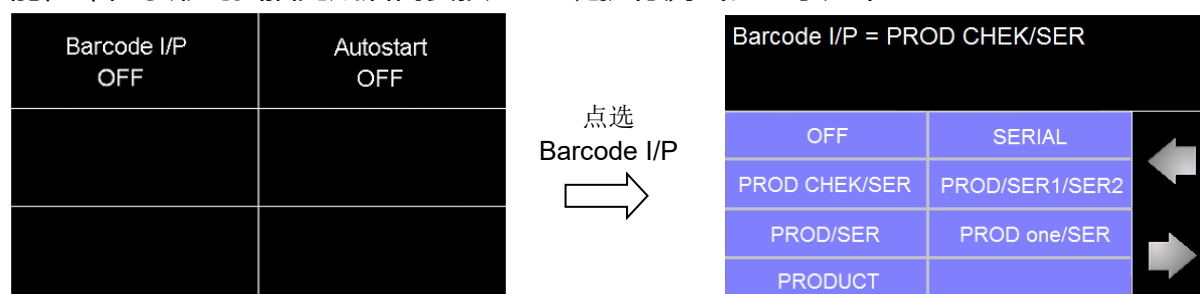 Barcode I/P
OFF
Autostart
OFF
点选
Barcode I/P
Barcode I/P = PROD CHEK/SER
OFF
SERIAL
PROD CHEK/SER
PROD/SER1/SER2
PROD/SER
PROD one/SER
PRODUCT